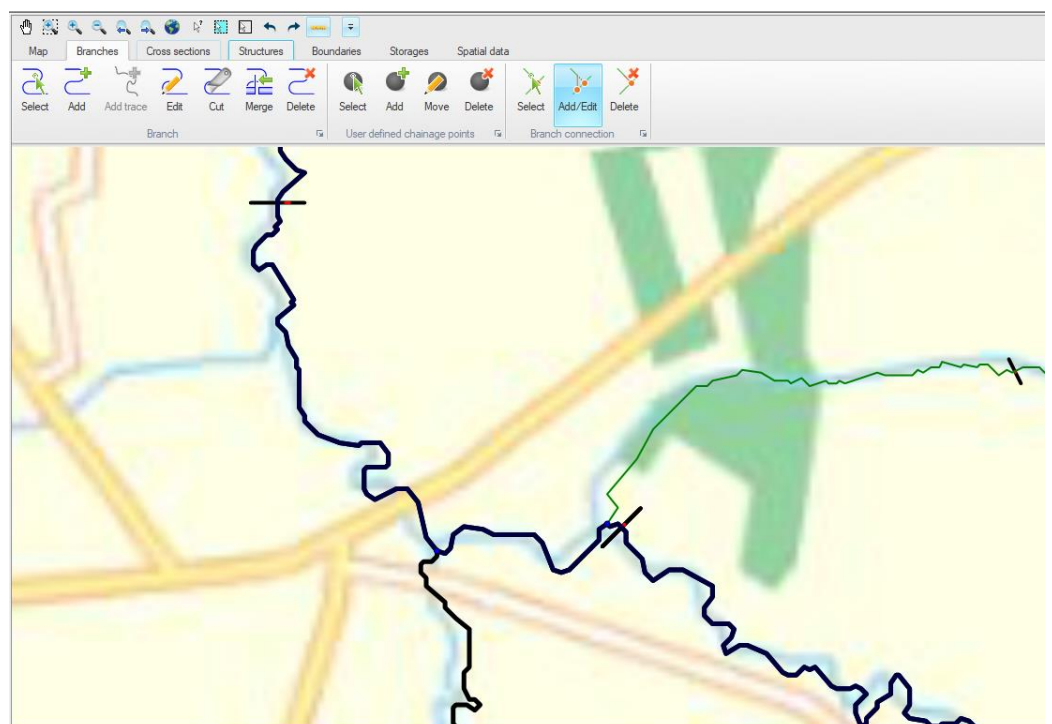 Map Branches Cross sections Structures Boundaries Storages Spatial data
Select Add Add trace Edit Cut Merge Delete Select Add Move Delete Select Add/Edit Delete
Branch User defined chainage points Branch connection